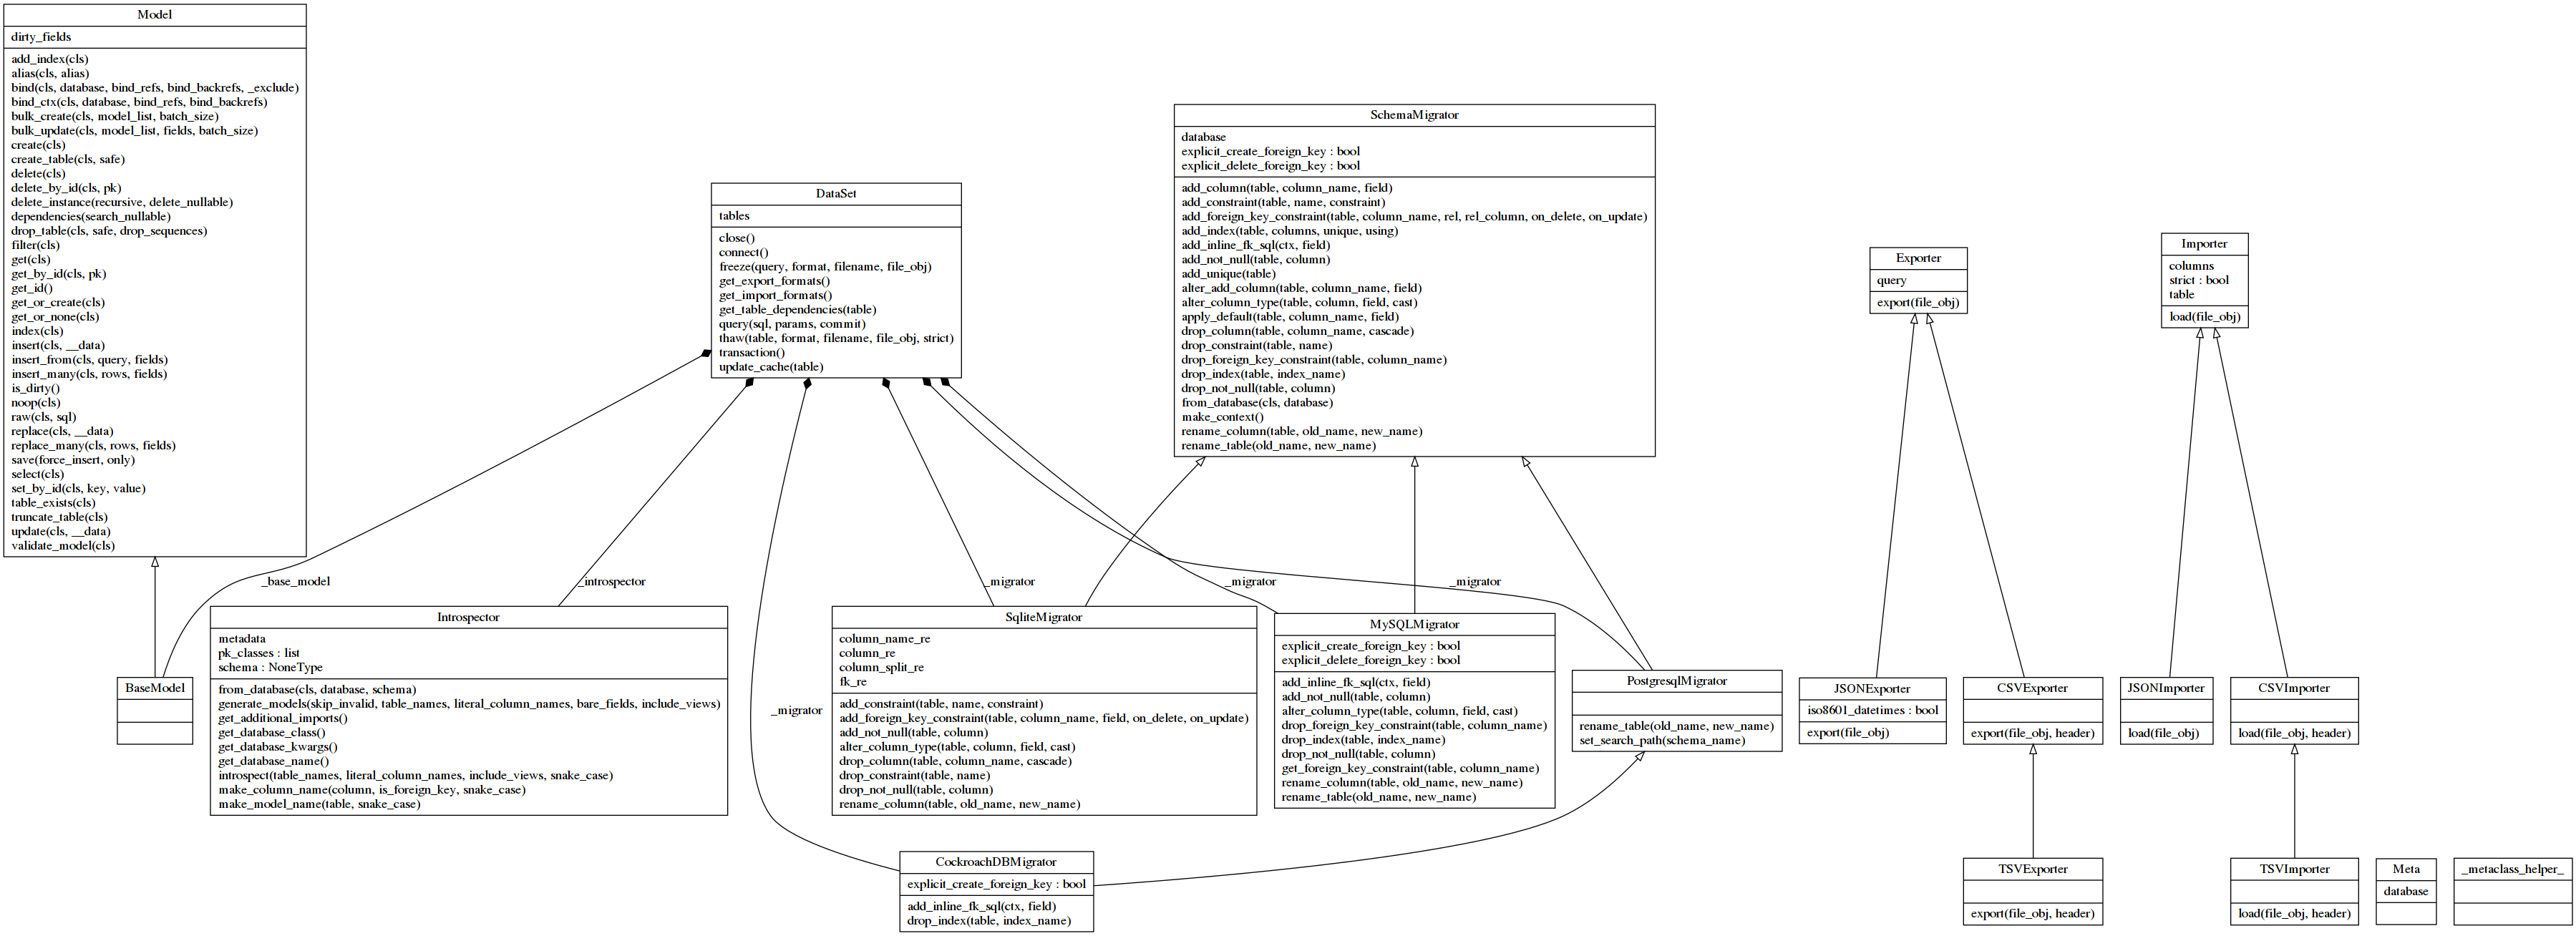 Model
dirty_fields
add_index(cls)
alias(cls, alias)
bind(cls, database, bind_refs, bind_backrefs, _exclude)
bind_ctx(cls, database, bind_refs, bind_backrefs)
bulk_create(cls, model_list, batch_size)
bulk_update(cls, model_list, fields, batch_size)
create(cls)
create_table(cls, safe)
delete(cls)
delete_by_id(cls, pk)
delete_instance(recursive, delete_nullable)
dependencies(search_nullable)
drop_table(cls, safe, drop_sequences)
filter(cls)
get(cls)
get_by_id(cls, pk)
get_id()
get_or_create(cls)
get_or_none(cls)
index(cls)
insert(cls, __data)
insert_from(cls, query, fields)
insert_many(cls, rows, fields)
is_dirty()
noop(cls)
raw(cls, sql)
replace(cls, __data)
replace_many(cls, rows, fields)
save(force_insert, only)
select(cls)
set_by_id(cls, key, value)
table_exists(cls)
truncate_table(cls)
update(cls, __data)
validate_model(cls)
DataSet
tables
close()
connect()
freeze(query, format, filename, file_obj)
get_export_formats()
get_import_formats()
get_table_dependencies(table)
query(sql, params, commit)
thaw(table, format, filename, file_obj, strict)
transaction()
update_cache(table)
SchemaMigrator
database
explicit_create_foreign_key : bool
explicit_delete_foreign_key : bool
add_column(table, column_name, field)
add_constraint(table, name, constraint)
add_foreign_key_constraint(table, column_name, rel, rel_column, on_delete, on_update)
add_index(table, columns, unique, using)
add_inline_fk_sql(ctx, field)
add_not_null(table, column)
add_unique(table)
alter_add_column(table, column_name, field)
alter_column_type(table, column, field, cast)
apply_default(table, column_name, field)
drop_column(table, column_name, cascade)
drop_constraint(table, name)
drop_foreign_key_constraint(table, column_name)
drop_index(table, index_name)
drop_not_null(table, column)
from_database(cls, database)
make_context()
rename_column(table, old_name, new_name)
rename_table(old_name, new_name)
Exporter
query
export(file_obj)
Importer
columns
strict : bool
table
load(file_obj)
_base_model
_introspector
_migrator
_migrator
_migrator
_migrator
BaseModel
Introspector
metadata
pk_classes : list
schema : NoneType
from_database(cls, database, schema)
generate_models(skip_invalid, table_names, literal_column_names, bare_fields, include_views)
get_additional_imports()
get_database_class()
get_database_kwargs()
get_database_name()
introspect(table_names, literal_column_names, include_views, snake_case)
make_column_name(column, is_foreign_key, snake_case)
make_model_name(table, snake_case)
SqliteMigrator
column_name_re
column_re
column_split_re
fk_re
add_constraint(table, name, constraint)
add_foreign_key_constraint(table, column_name, field, on_delete, on_update)
add_not_null(table, column)
alter_column_type(table, column, field, cast)
drop_column(table, column_name, cascade)
drop_constraint(table, name)
drop_not_null(table, column)
rename_column(table, old_name, new_name)
MySQLMigrator
explicit_create_foreign_key : bool
explicit_delete_foreign_key : bool
add_inline_fk_sql(ctx, field)
add_not_null(table, column)
alter_column_type(table, column, field, cast)
drop_foreign_key_constraint(table, column_name)
drop_index(table, index_name)
drop_not_null(table, column)
get_foreign_key_constraint(table, column_name)
rename_column(table, old_name, new_name)
rename_table(old_name, new_name)
PostgresqlMigrator
rename_table(old_name, new_name)
set_search_path(schema_name)
JSONExporter
iso8601_datetimes : bool
export(file_obj)
CSVExporter
export(file_obj, header)
JSONImporter
load(file_obj)
CSVImporter
load(file_obj, header)
CockroachDBMigrator
explicit_create_foreign_key : bool
add_inline_fk_sql(ctx, field)
drop_index(table, index_name)
TSVExporter
export(file_obj, header)
TSVImporter
load(file_obj, header)
Meta
database
_metaclass_helper_